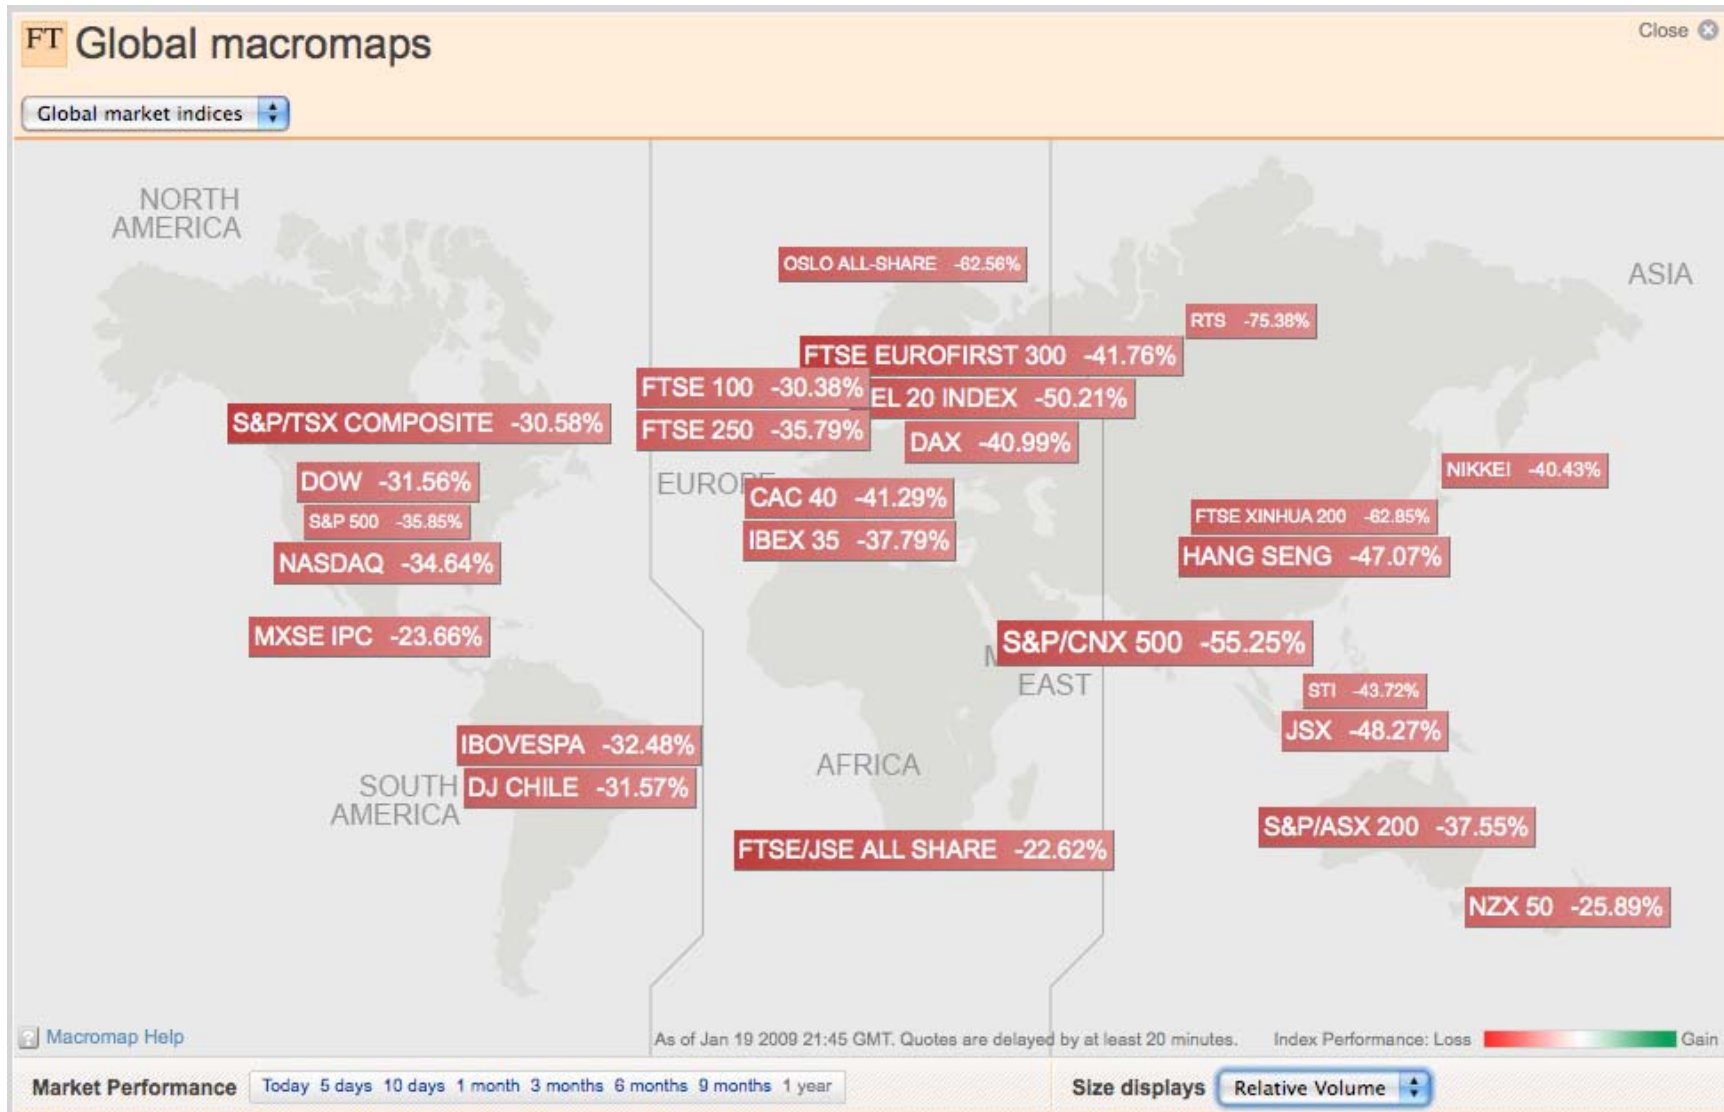 FT Global macromaps
Close
Global market indices
NORTH
AMERICA
OSLO ALL-SHARE -62.56%
ASIA
RTS -75.38%
FTSE EUROFIRST 300 -41.76%
FTSE 100 -30.38%
EL 20 INDEX -50.21%
S&P/TSX COMPOSITE -30.58%
FTSE 250 -35.79%
DAX -40.99%
NIKKEI -40.43%
DOW -31.56%
EUROPE
CAC 40 -41.29%
S&P 500 -35.85%
FTSE XINHUA 200 -62.85%
IBEX 35 -37.79%
NASDAQ -34.64%
HANG SENG -47.07%
MXSE IPC -23.66%
S&P/CNX 500 -55.25%
EAST
STI -43.72%
JSX -48.27%
IBOVESPA -32.48%
AFRICA
DJ CHILE -31.57%
SOUTH
AMERICA
S&P/ASX 200 -37.55%
FTSE/JSE ALL SHARE -22.62%
NZX 50 -25.89%
Macromap Help
As of Jan 19 2009 21:45 GMT. Quotes are delayed by at least 20 minutes.
Index Performance: Loss Gain
Market Performance Today 5 days 10 days 1 month 3 months 6 months 9 months 1 year
Size displays Relative Volume